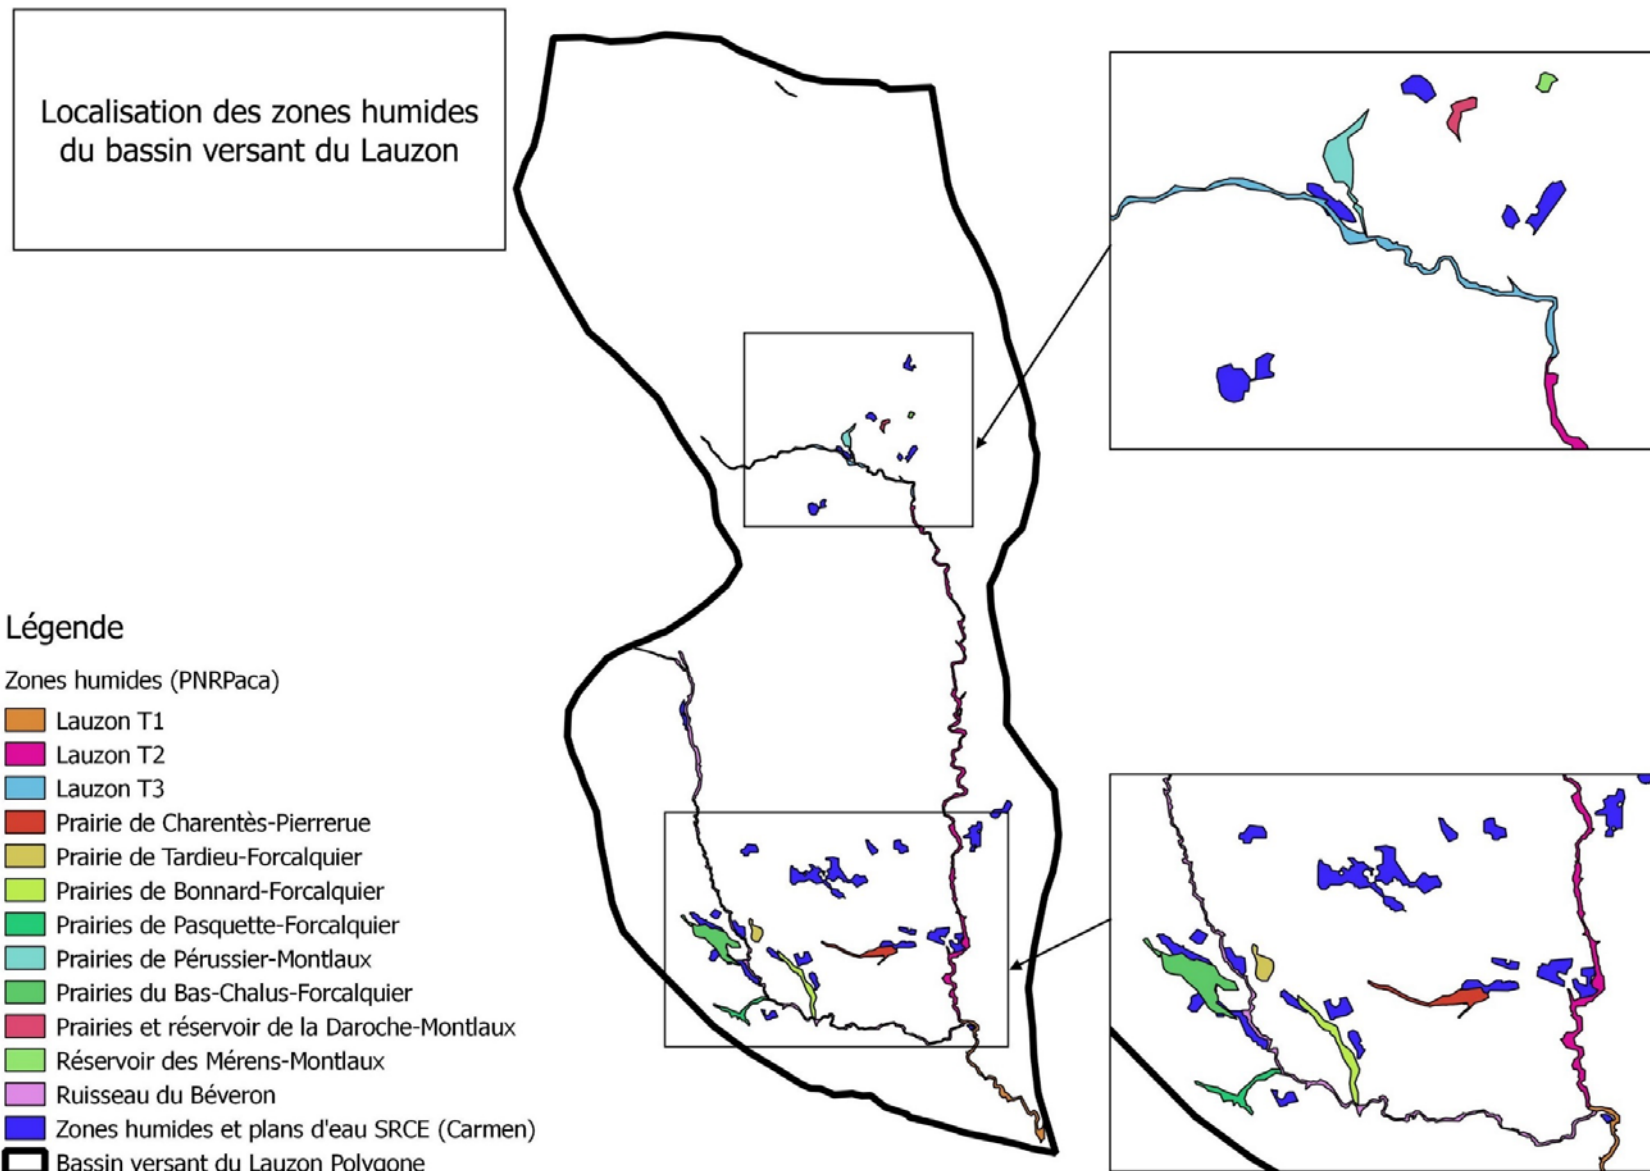 Localisation des zones humides
du bassin versant du Lauzon
Légende
Zones humides (PNRPaca)
Lauzon T1
Lauzon T2
Lauzon T3
Prairie de Charentès-Pierrerue
Prairie de Tardieu-Forcalquier
Prairies de Bonnard-Forcalquier
Prairies de Pasquette-Forcalquier
Prairies de Pérussier-Montlaux
Prairies du Bas-Chalus-Forcalquier
Prairies et réservoir de la Daroche-Montlaux
Réservoir des Mérens-Montlaux
Ruisseau du Béveron
Zones humides et plans d'eau SRCE (Carmen)
Bassin versant du Lauzon Polygone